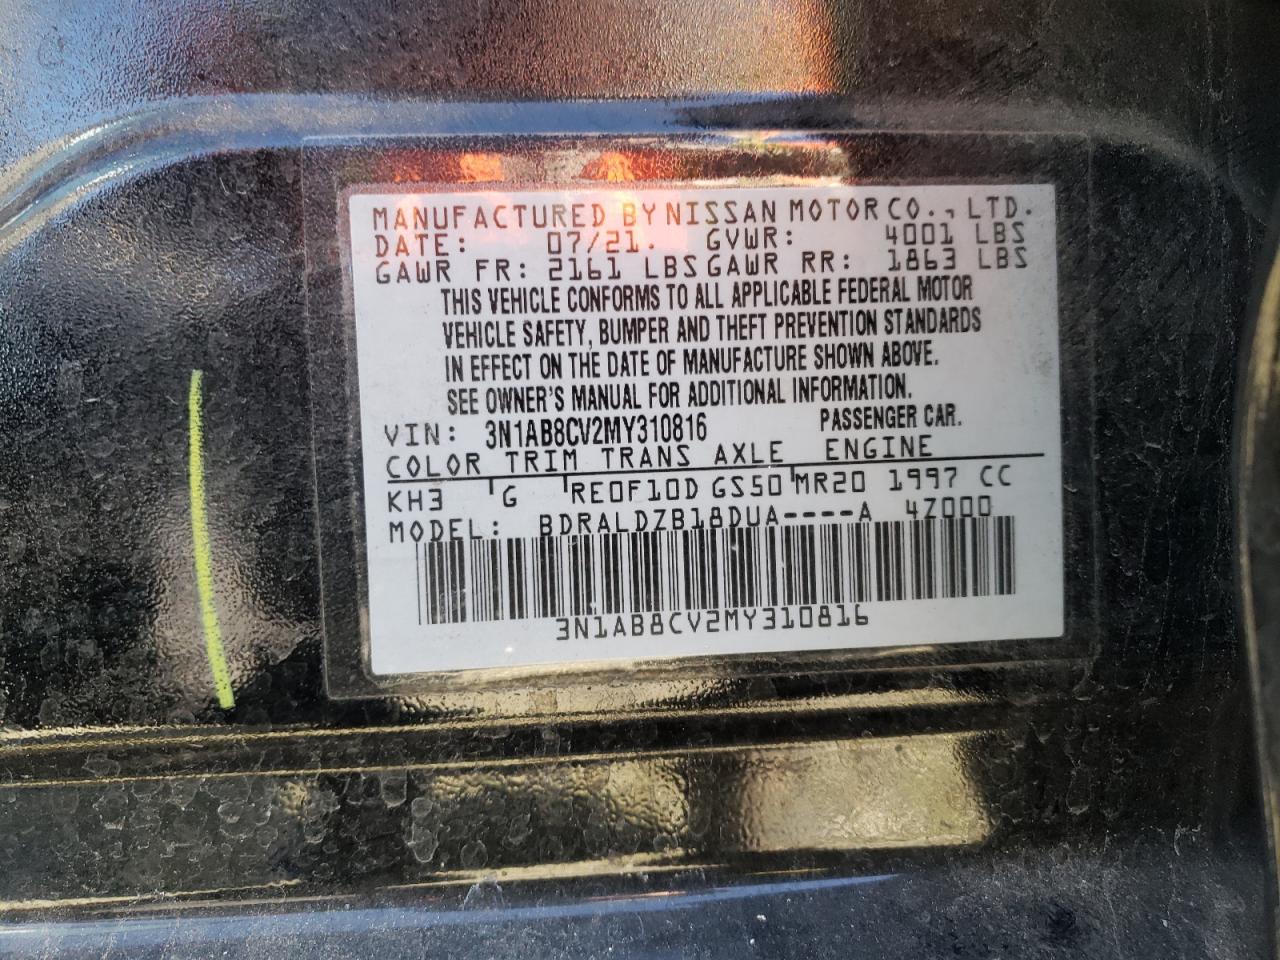 MANUFACTURED BY NISSAN MOTOR CO., LTD.
DATE: 07/21. GVWR: 4001 LBS
GAWR FR: 2161 LBS GAWR RR: 1863 LBS
THIS VEHICLE CONFORMS TO ALL APPLICABLE FEDERAL MOTOR
VEHICLE SAFETY, BUMPER AND THEFT PREVENTION STANDARDS
IN EFFECT ON THE DATE OF MANUFACTURE SHOWN ABOVE.
SEE OWNER'S MANUAL FOR ADDITIONAL INFORMATION.
VIN: 3N1AB8CV2MY310816 PASSENGER CAR.
COLOR TRIM TRANS AXLE ENGINE
KH3 G RE0F10D GS50 MR20 1997 CC
MODEL: BDRALDZB18DUA----A 4Z000
3N1AB8CV2MY310816